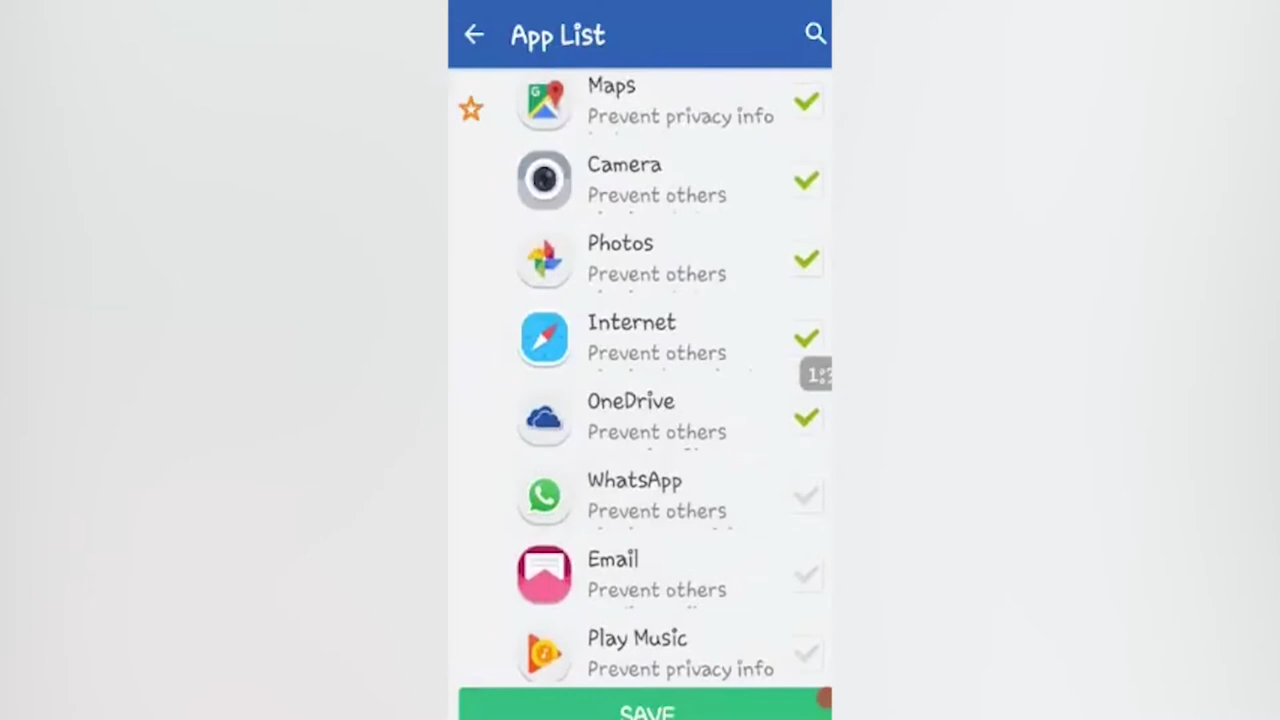 App List
Maps
Prevent privacy info
Camera
Prevent others
Photos
Prevent others
Internet
Prevent others
OneDrive
Prevent others
WhatsApp
Prevent others
Email
Prevent others
Play Music
Prevent privacy info
SAVE